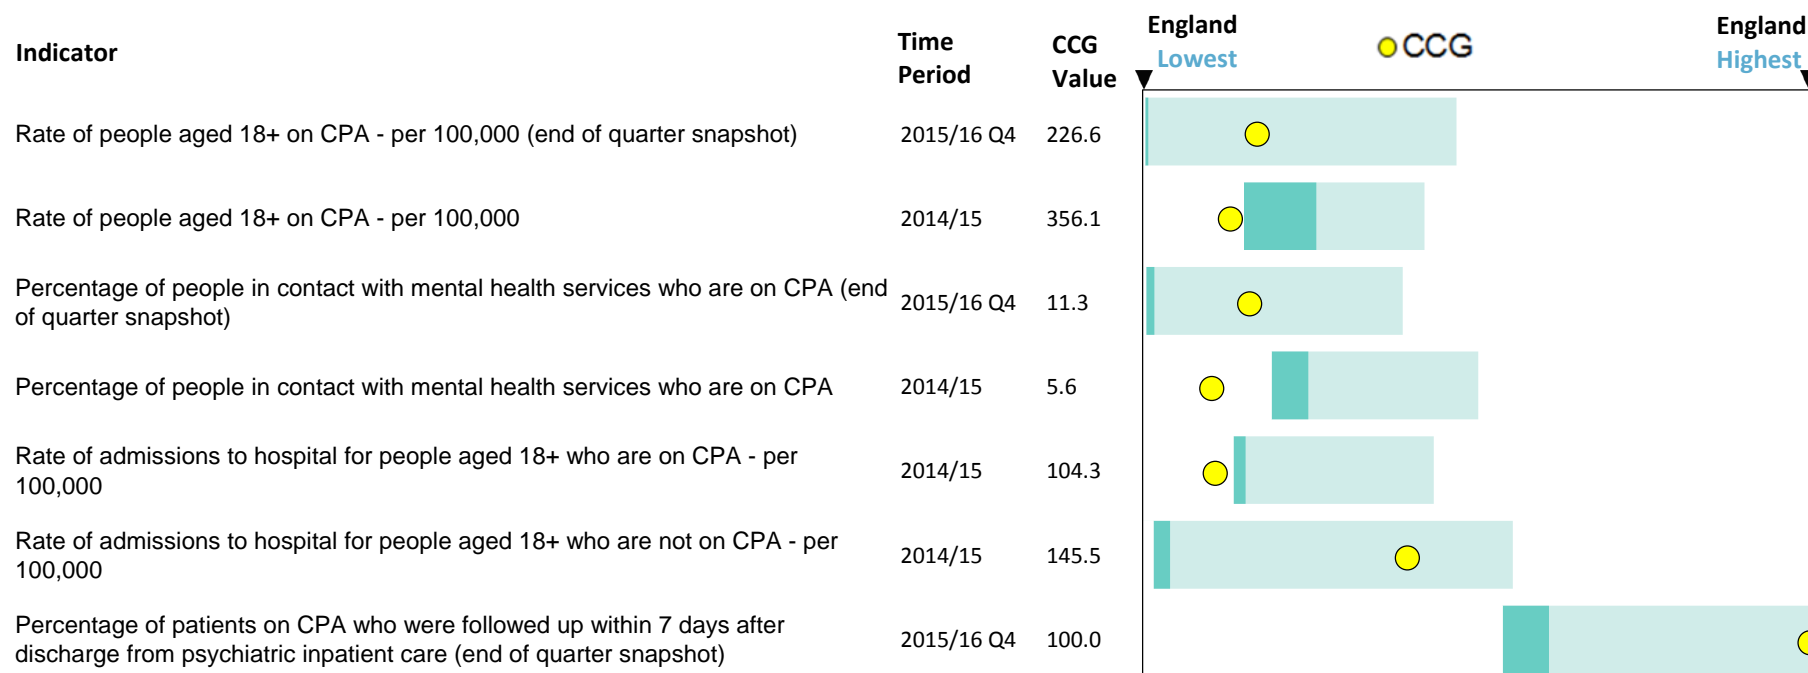 Indicator
Time
Period
CCG
Value
England
Lowest
CCG
England
Highest
Rate of people aged 18+ on CPA - per 100,000 (end of quarter snapshot) 2015/16 Q4 226.6
Rate of people aged 18+ on CPA - per 100,000 2014/15 356.1
Percentage of people in contact with mental health services who are on CPA (end
of quarter snapshot)
2015/16 Q4 11.3
Percentage of people in contact with mental health services who are on CPA 2014/15 5.6
Rate of admissions to hospital for people aged 18+ who are on CPA - per
100,000
2014/15 104.3
Rate of admissions to hospital for people aged 18+ who are not on CPA - per
100,000
2014/15 145.5
Percentage of patients on CPA who were followed up within 7 days after
discharge from psychiatric inpatient care (end of quarter snapshot)
2015/16 Q4 100.0